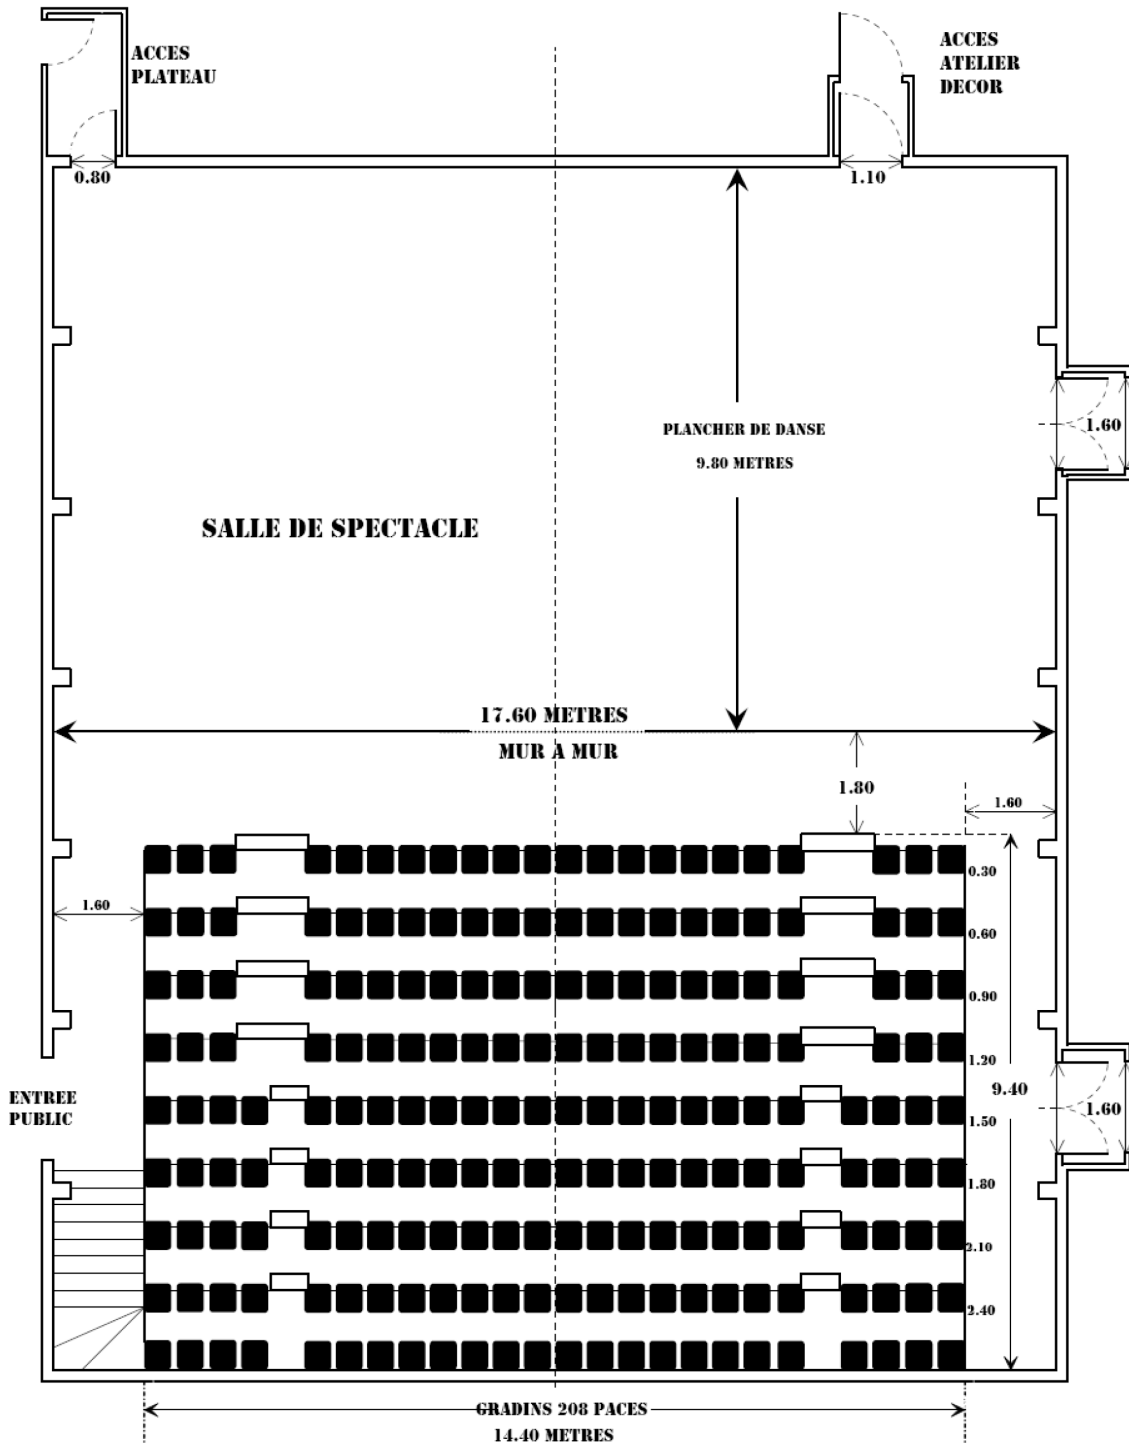 ACCES
PLATEAU
ACCES
ATELIER
DECOR
0.80
1.10
PLANCHER DE DANSE
9.80 METRES
1.60
SALLE DE SPECTACLE
17.60 METRES
MUR A MUR
1.80
1.60
0.30
1.60
0.60
0.90
1.20
9.40
ENTREE
PUBLIC
1.50
1.60
1.80
2.10
2.40
GRADINS 208 PACES
14.40 METRES